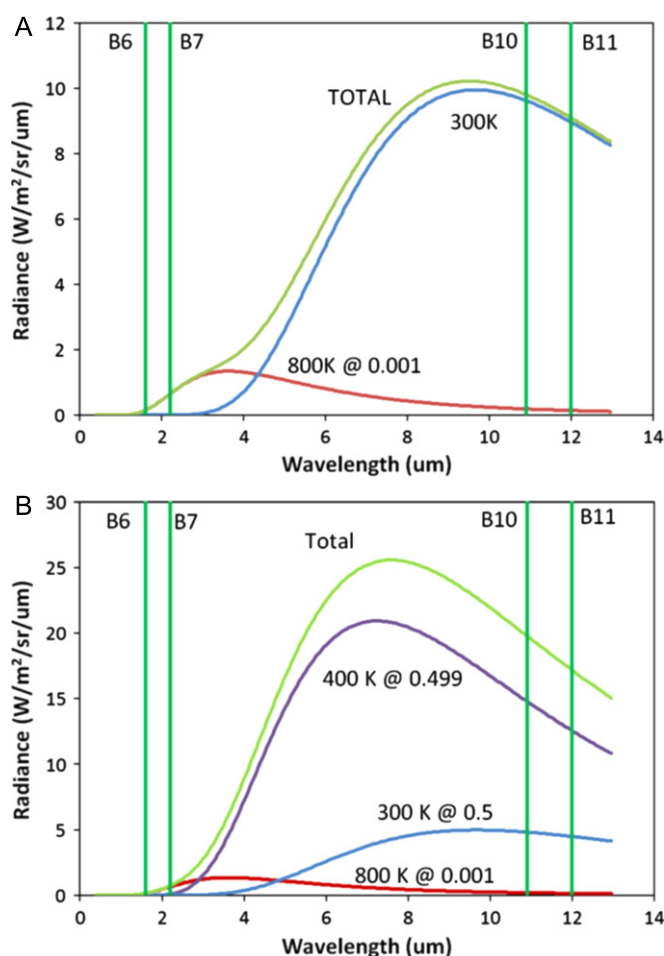 A
12
B6
B7
B10
B11
10
TOTAL
300K
8
6
4
2
800K @ 0.001
0
Radiance (W/m²/sr/um)
0 2 4 6 8 10 12 14
Wavelength (um)
B
30
B6
B7
B10
B11
Total
25
20
400 K @ 0.499
15
10
300 K @ 0.5
5
800 K @ 0.001
0
Radiance (W/m²/sr/um)
0 2 4 6 8 10 12 14
Wavelength (um)